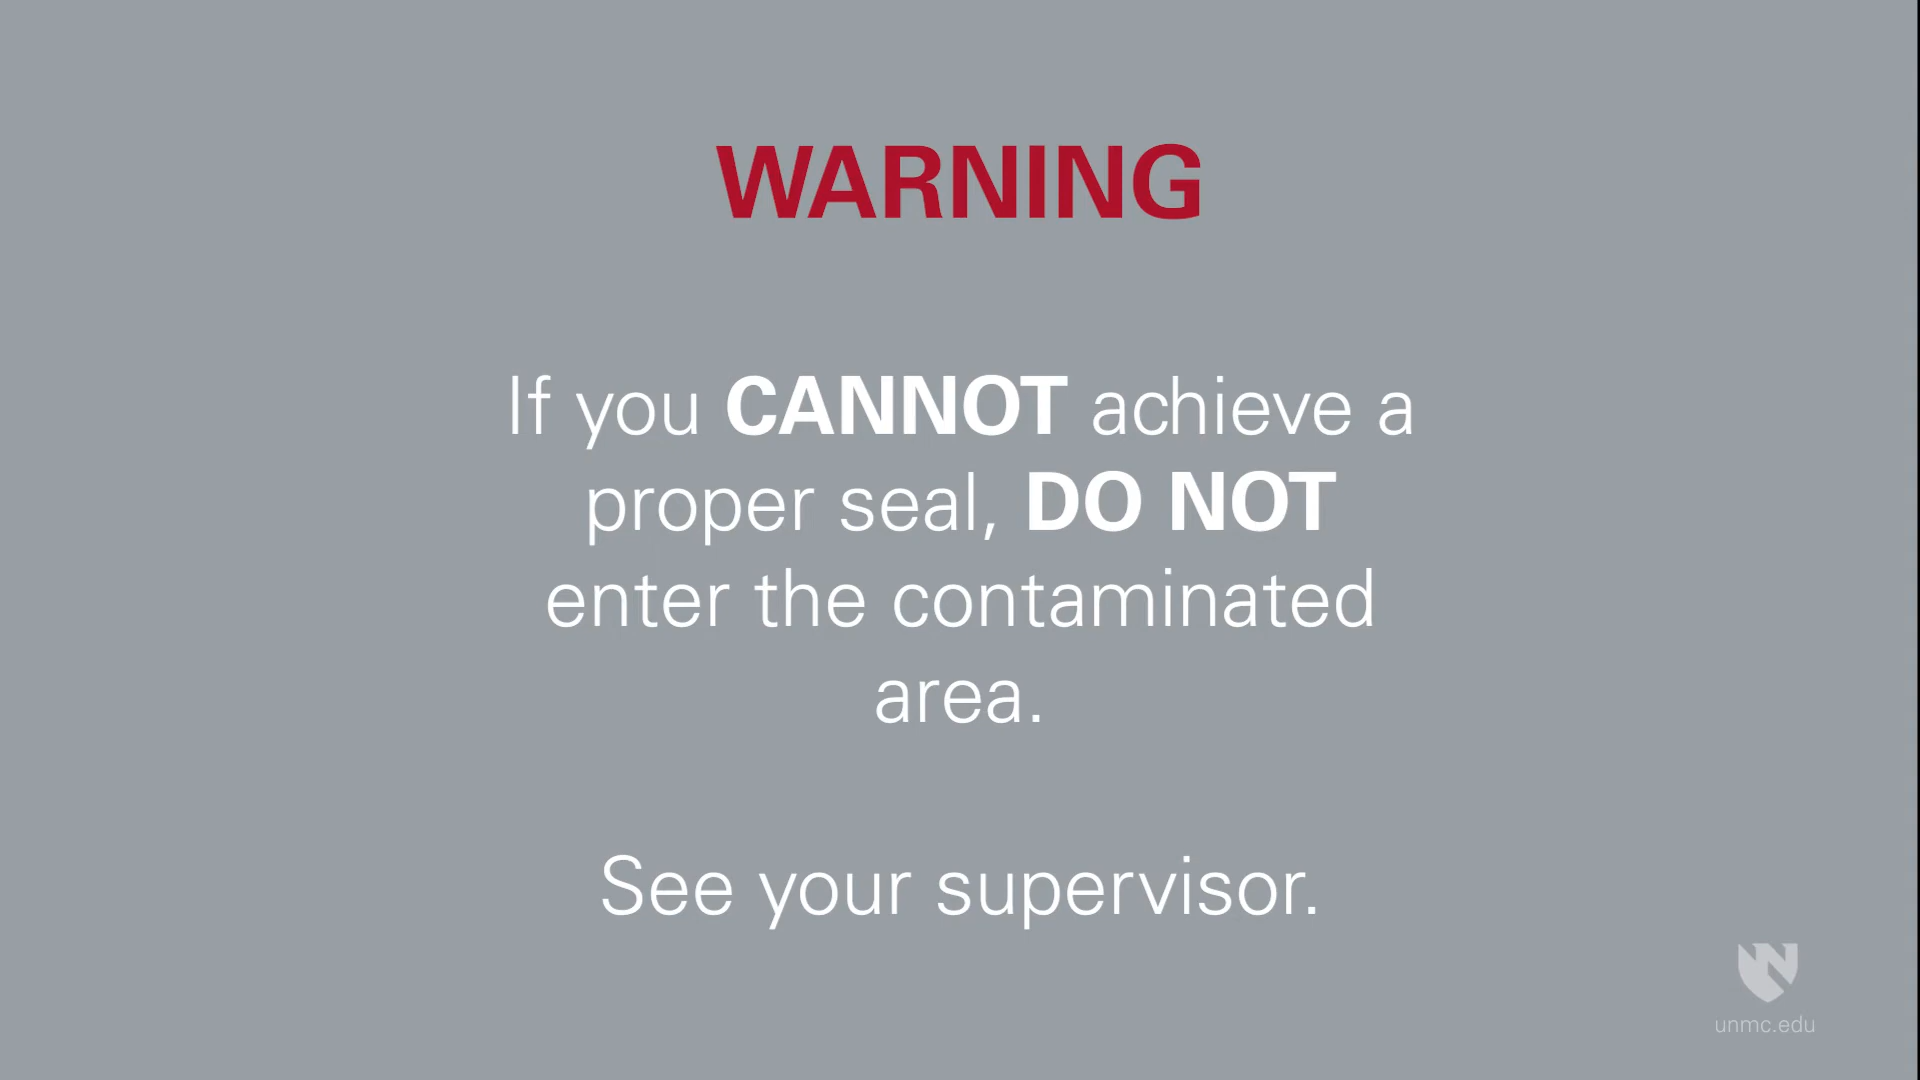 WARNING
If you CANNOT achieve a
proper seal, DO NOT
enter the contaminated
area.
See your supervisor.
unmc.edu